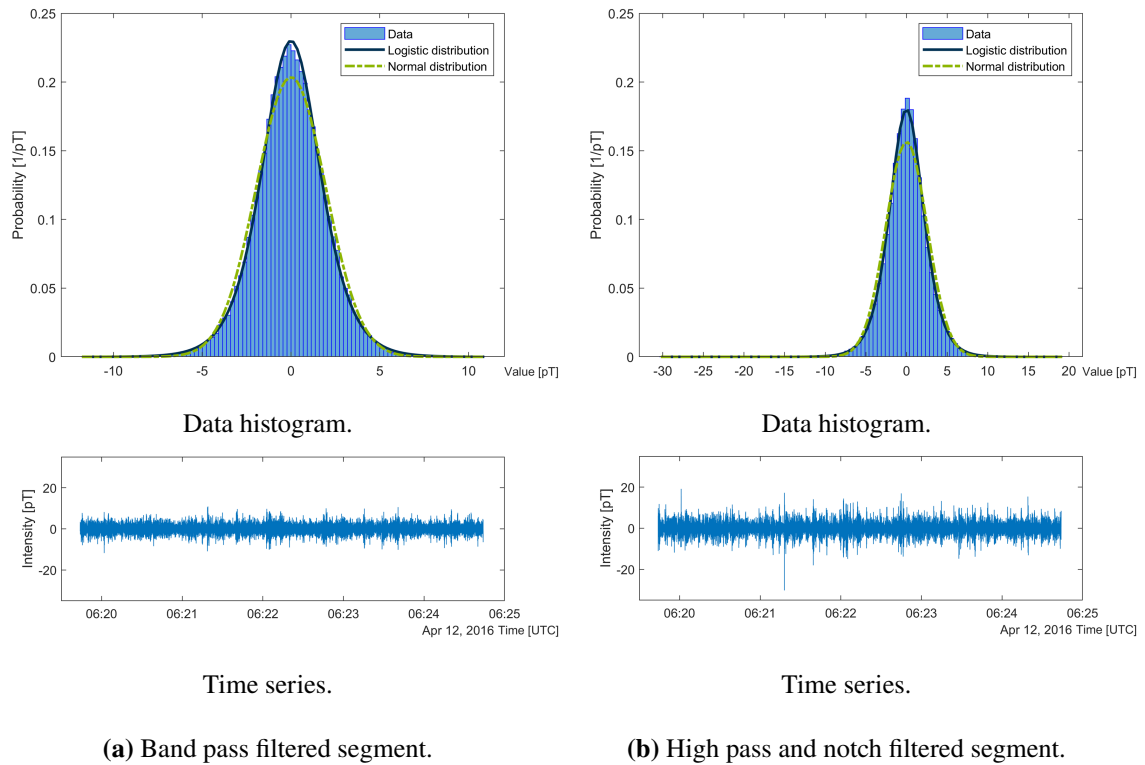 0.25
0.2
0.15
0.1
0.05
0
Probability [1/pT]
Data
Logistic distribution
Normal distribution
-10 -5 0 5 10 Value [pT]
Data histogram.
0.25
0.2
0.15
0.1
0.05
0
Probability [1/pT]
Data
Logistic distribution
Normal distribution
-30 -25 -20 -15 -10 -5 0 5 10 15 20 Value [pT]
Data histogram.
Intensity [pT]
20
0
-20
06:20 06:21 06:22 06:23 06:24 06:25
Apr 12, 2016 Time [UTC]
Time series.
Intensity [pT]
20
0
-20
06:20 06:21 06:22 06:23 06:24 06:25
Apr 12, 2016 Time [UTC]
Time series.
(a) Band pass filtered segment.
(b) High pass and notch filtered segment.